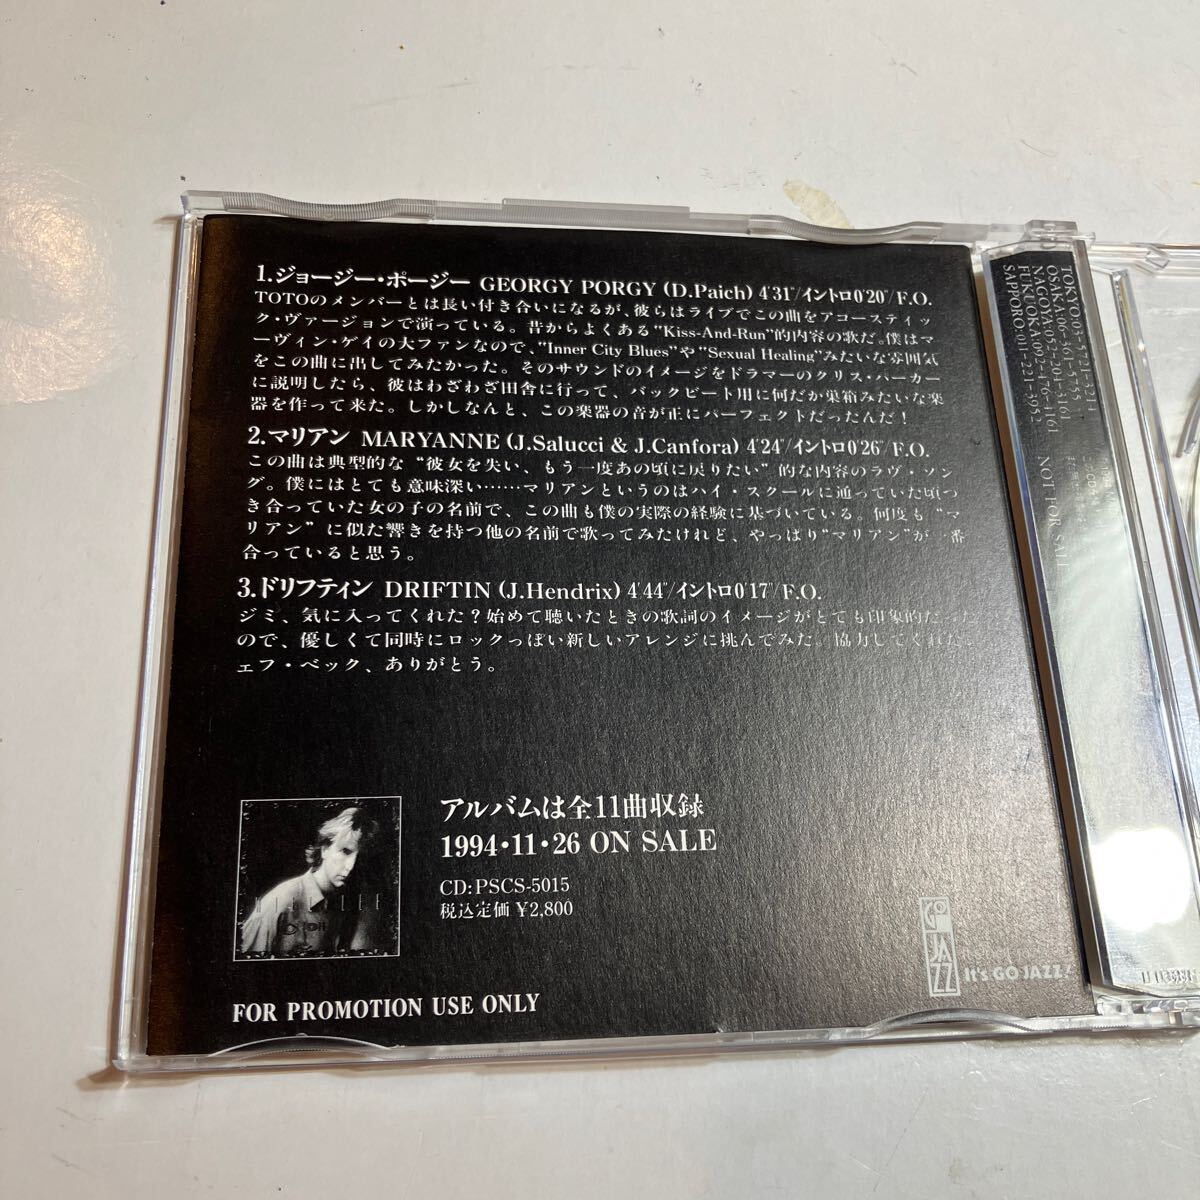 1.ジョージー・ポージー GEORGY PORGY (D.Paich) 4'31"/イントロ0'20"/F.O.
TOTOのメンバーとは長い付き合いになるが、彼らはライブでこの曲をアコースティッ
ク・ヴァージョンで演っている。昔からよくある"Kiss-And-Run"的内容の歌だ。僕はマ
ーヴィン・ゲイの大ファンなので、"Inner City Blues"や"Sexual Healing"みたいな雰囲気
をこの曲に出してみたかった。そのサウンドのイメージをドラマーのクリス・パーカー
に説明したら、彼はわざわざ田舎に行って、バックビート用に何だか巣箱みたいな楽
器を作って来た。しかしなんと、この楽器の音が正にパーフェクトだったんだ！
2.マリアン MARYANNE (J.Salucci & J.Canfora) 4'24"/イントロ0'26"/F.O.
この曲は典型的な “彼女を失い、もう一度あの頃に戻りたい” 的な内容のラヴ・ソン
グ。僕にはとても意味深い……マリアンというのはハイ・スクールに通っていた頃つ
き合っていた女の子の名前で、この曲も僕の実際の経験に基づいている。何度も “マ
リアン” に似た響きを持つ他の名前で歌ってみたけれど、やっぱり“マリアン”が一番
合っていると思う。
3.ドリフティン DRIFTIN (J.Hendrix) 4'44"/イントロ0'17"/F.O.
ジミ、気に入ってくれた？始めて聴いたときの歌詞のイメージがとても印象的だ
ので、優しくて同時にロックっぽい新しいアレンジに挑んでみた。協力してくれた
ェフ・ベック、ありがとう。
アルバムは全11曲収録
1994・11・26 ON SALE
CD:PSCS-5015
税込定価 ¥2,800
FOR PROMOTION USE ONLY
GO
JAZZ
It's GO JAZZ!
TOKYO:03-5721-3121
OSAKA:06-361-5735
NAGOYA:052-204-3161
FUKUOKA:092-476-4161
SAPPORO:011-221-3952
NOT FOR SALE